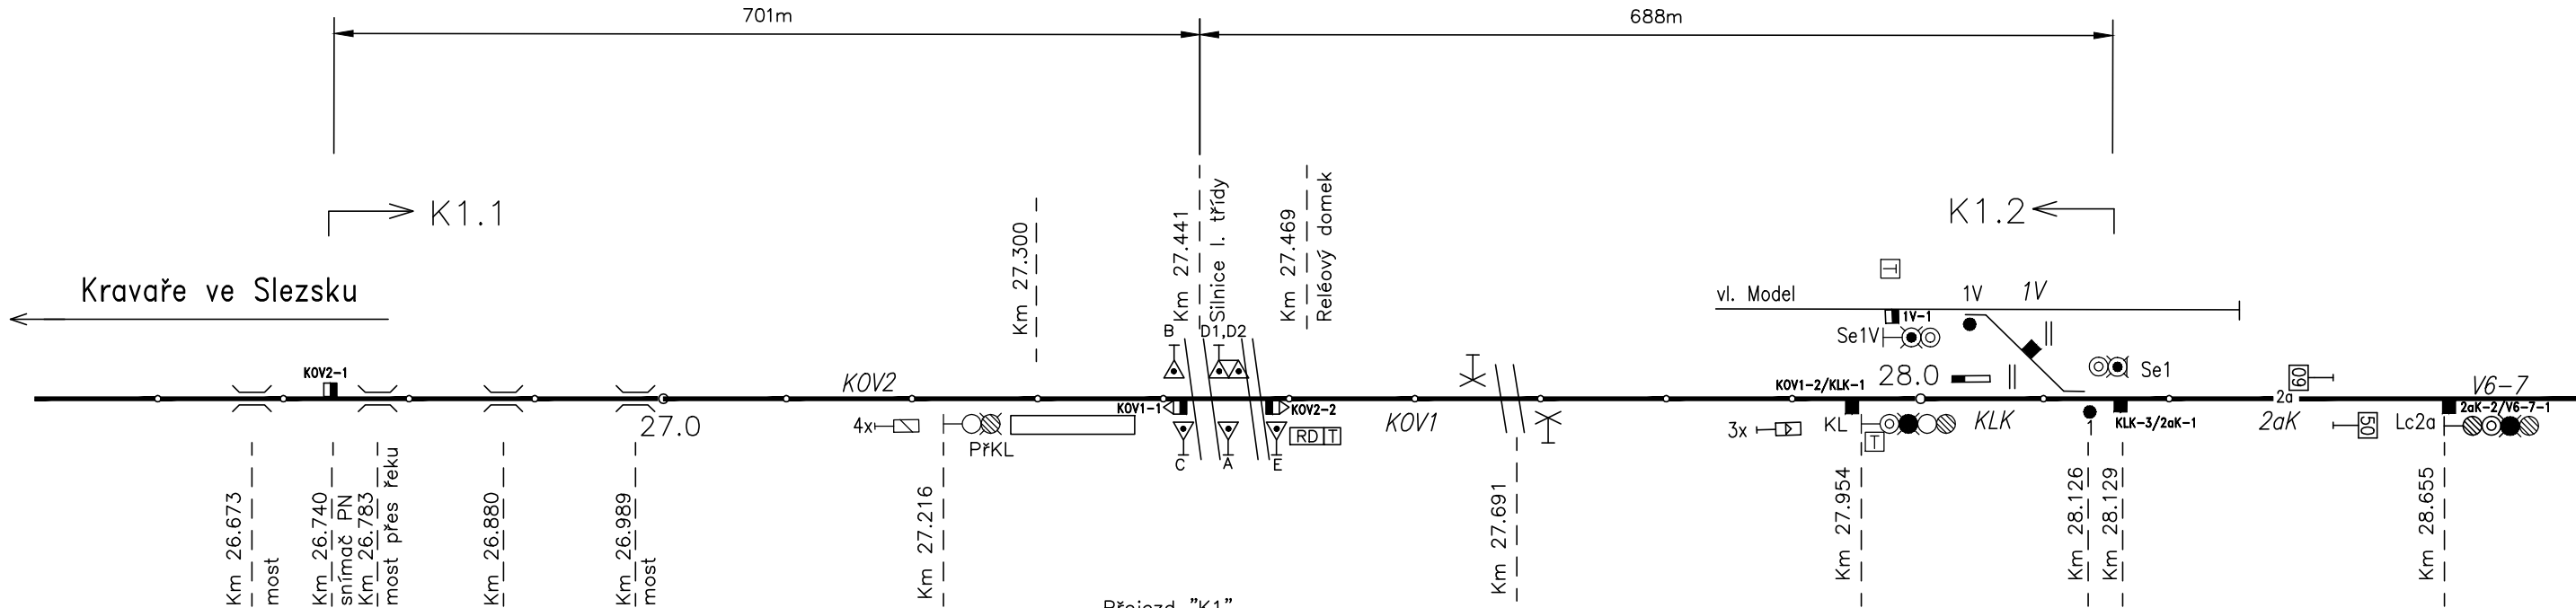 701m
688m
K1.1
K1.2
Km 27.300
Km 27.441
Silnice I. třídy
Km 27.469
Reléový domek
Kravaře ve Slezsku
vl. Model
1V
1V
1V-1
Se1V
B
D1,D2
KOV2-1
KOV2
KOV1-2/KLK-1
28.0
Se1
60
V6-7
2a
KOV1-1
KOV2-2
KOV1
2aK-2/V6-7-1
27.0
4x
PřKL
RD
T
3x
KL
T
T
KLK
1
KLK-3/2aK-1
2aK
50
Lc2a
C
A
E
Km 26.673
most
Km 26.740
snímač PN
Km 26.783
most přes řeku
Km 26.880
Km 26.989
most
Km 27.216
Km 27.691
Km 27.954
Km 28.126
Km 28.129
Km 28.655
Přejezd "K1"